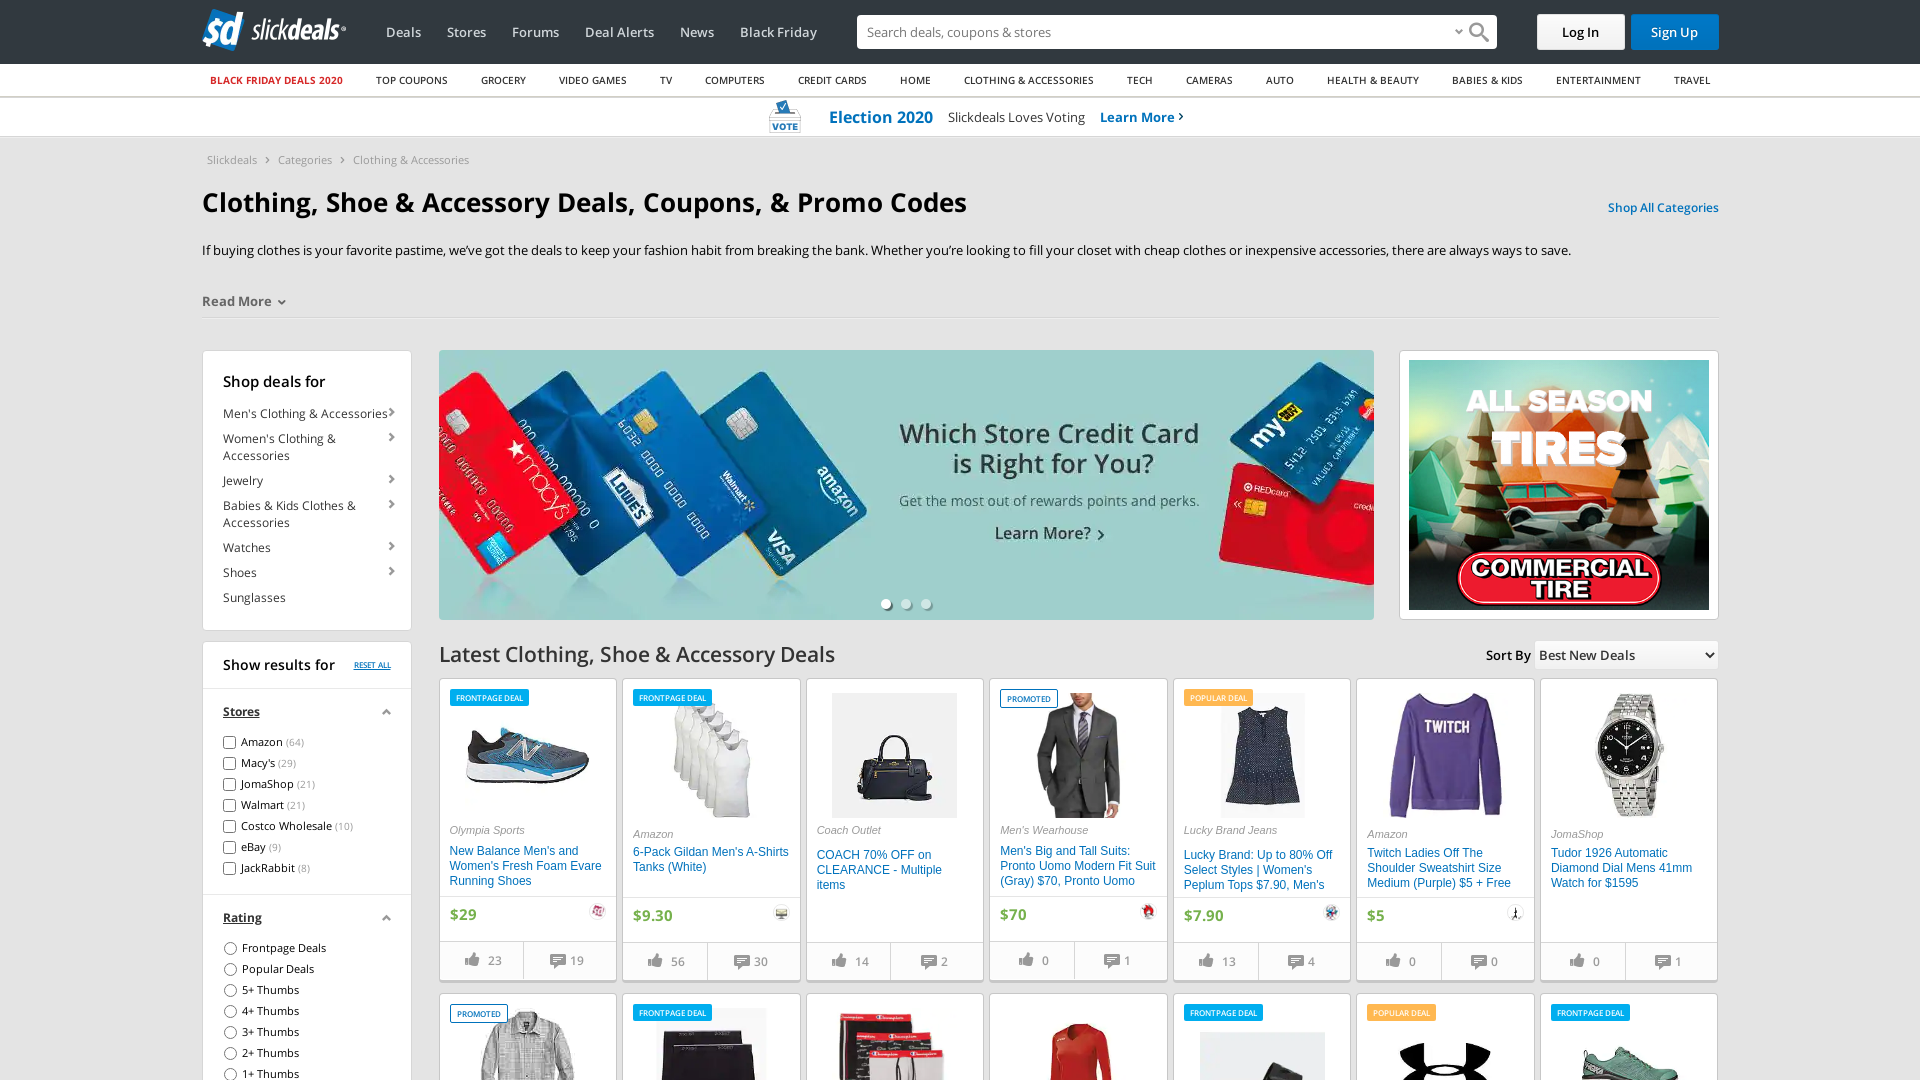 sd slickdeals
Deals Stores Forums Deal Alerts News Black Friday Search deals, coupons & stores Log In Sign Up
BLACK FRIDAY DEALS 2020 TOP COUPONS GROCERY VIDEO GAMES TV COMPUTERS CREDIT CARDS HOME CLOTHING & ACCESSORIES TECH CAMERAS AUTO HEALTH & BEAUTY BABIES & KIDS ENTERTAINMENT TRAVEL
VOTE Election 2020 Slickdeals Loves Voting Learn More
Slickdeals > Categories > Clothing & Accessories
Clothing, Shoe & Accessory Deals, Coupons, & Promo Codes
Shop All Categories
If buying clothes is your favorite pastime, we’ve got the deals to keep your fashion habit from breaking the bank. Whether you’re looking to fill your closet with cheap clothes or inexpensive accessories, there are always ways to save.
Read More
Shop deals for
Men's Clothing & Accessories
Women's Clothing &
Accessories
Jewelry
Babies & Kids Clothes &
Accessories
Watches
Shoes
Sunglasses
macy's
LOWE'S
Walmart
amazon
VISA
Which Store Credit Card
is Right for You?
Get the most out of rewards points and perks.
Learn More?
my BEST BUY
REDcard
ALL SEASON
TIRES
COMMERCIAL
TIRE
Show results for RESET ALL
Stores
Amazon (64)
Macy's (29)
JomaShop (21)
Walmart (21)
Costco Wholesale (10)
eBay (9)
JackRabbit (8)
Rating
Frontpage Deals
Popular Deals
5+ Thumbs
4+ Thumbs
3+ Thumbs
2+ Thumbs
1+ Thumbs
Latest Clothing, Shoe & Accessory Deals
Sort By Best New Deals
FRONTPAGE DEAL
Olympia Sports
New Balance Men's and
Women's Fresh Foam Evare
Running Shoes
$29
23 19
FRONTPAGE DEAL
Amazon
6-Pack Gildan Men's A-Shirts
Tanks (White)
$9.30
56 30
Coach Outlet
COACH 70% OFF on
CLEARANCE - Multiple
items
14 2
PROMOTED
Men's Wearhouse
Men's Big and Tall Suits:
Pronto Uomo Modern Fit Suit
(Gray) $70, Pronto Uomo
$70
0 1
POPULAR DEAL
Lucky Brand Jeans
Lucky Brand: Up to 80% Off
Select Styles | Women's
Peplum Tops $7.90, Men's
$7.90
13 4
TWITCH
Amazon
Twitch Ladies Off The
Shoulder Sweatshirt Size
Medium (Purple) $5 + Free
$5
0 0
JomaShop
Tudor 1926 Automatic
Diamond Dial Mens 41mm
Watch for $1595
0 1
PROMOTED
FRONTPAGE DEAL
FRONTPAGE DEAL
POPULAR DEAL
FRONTPAGE DEAL